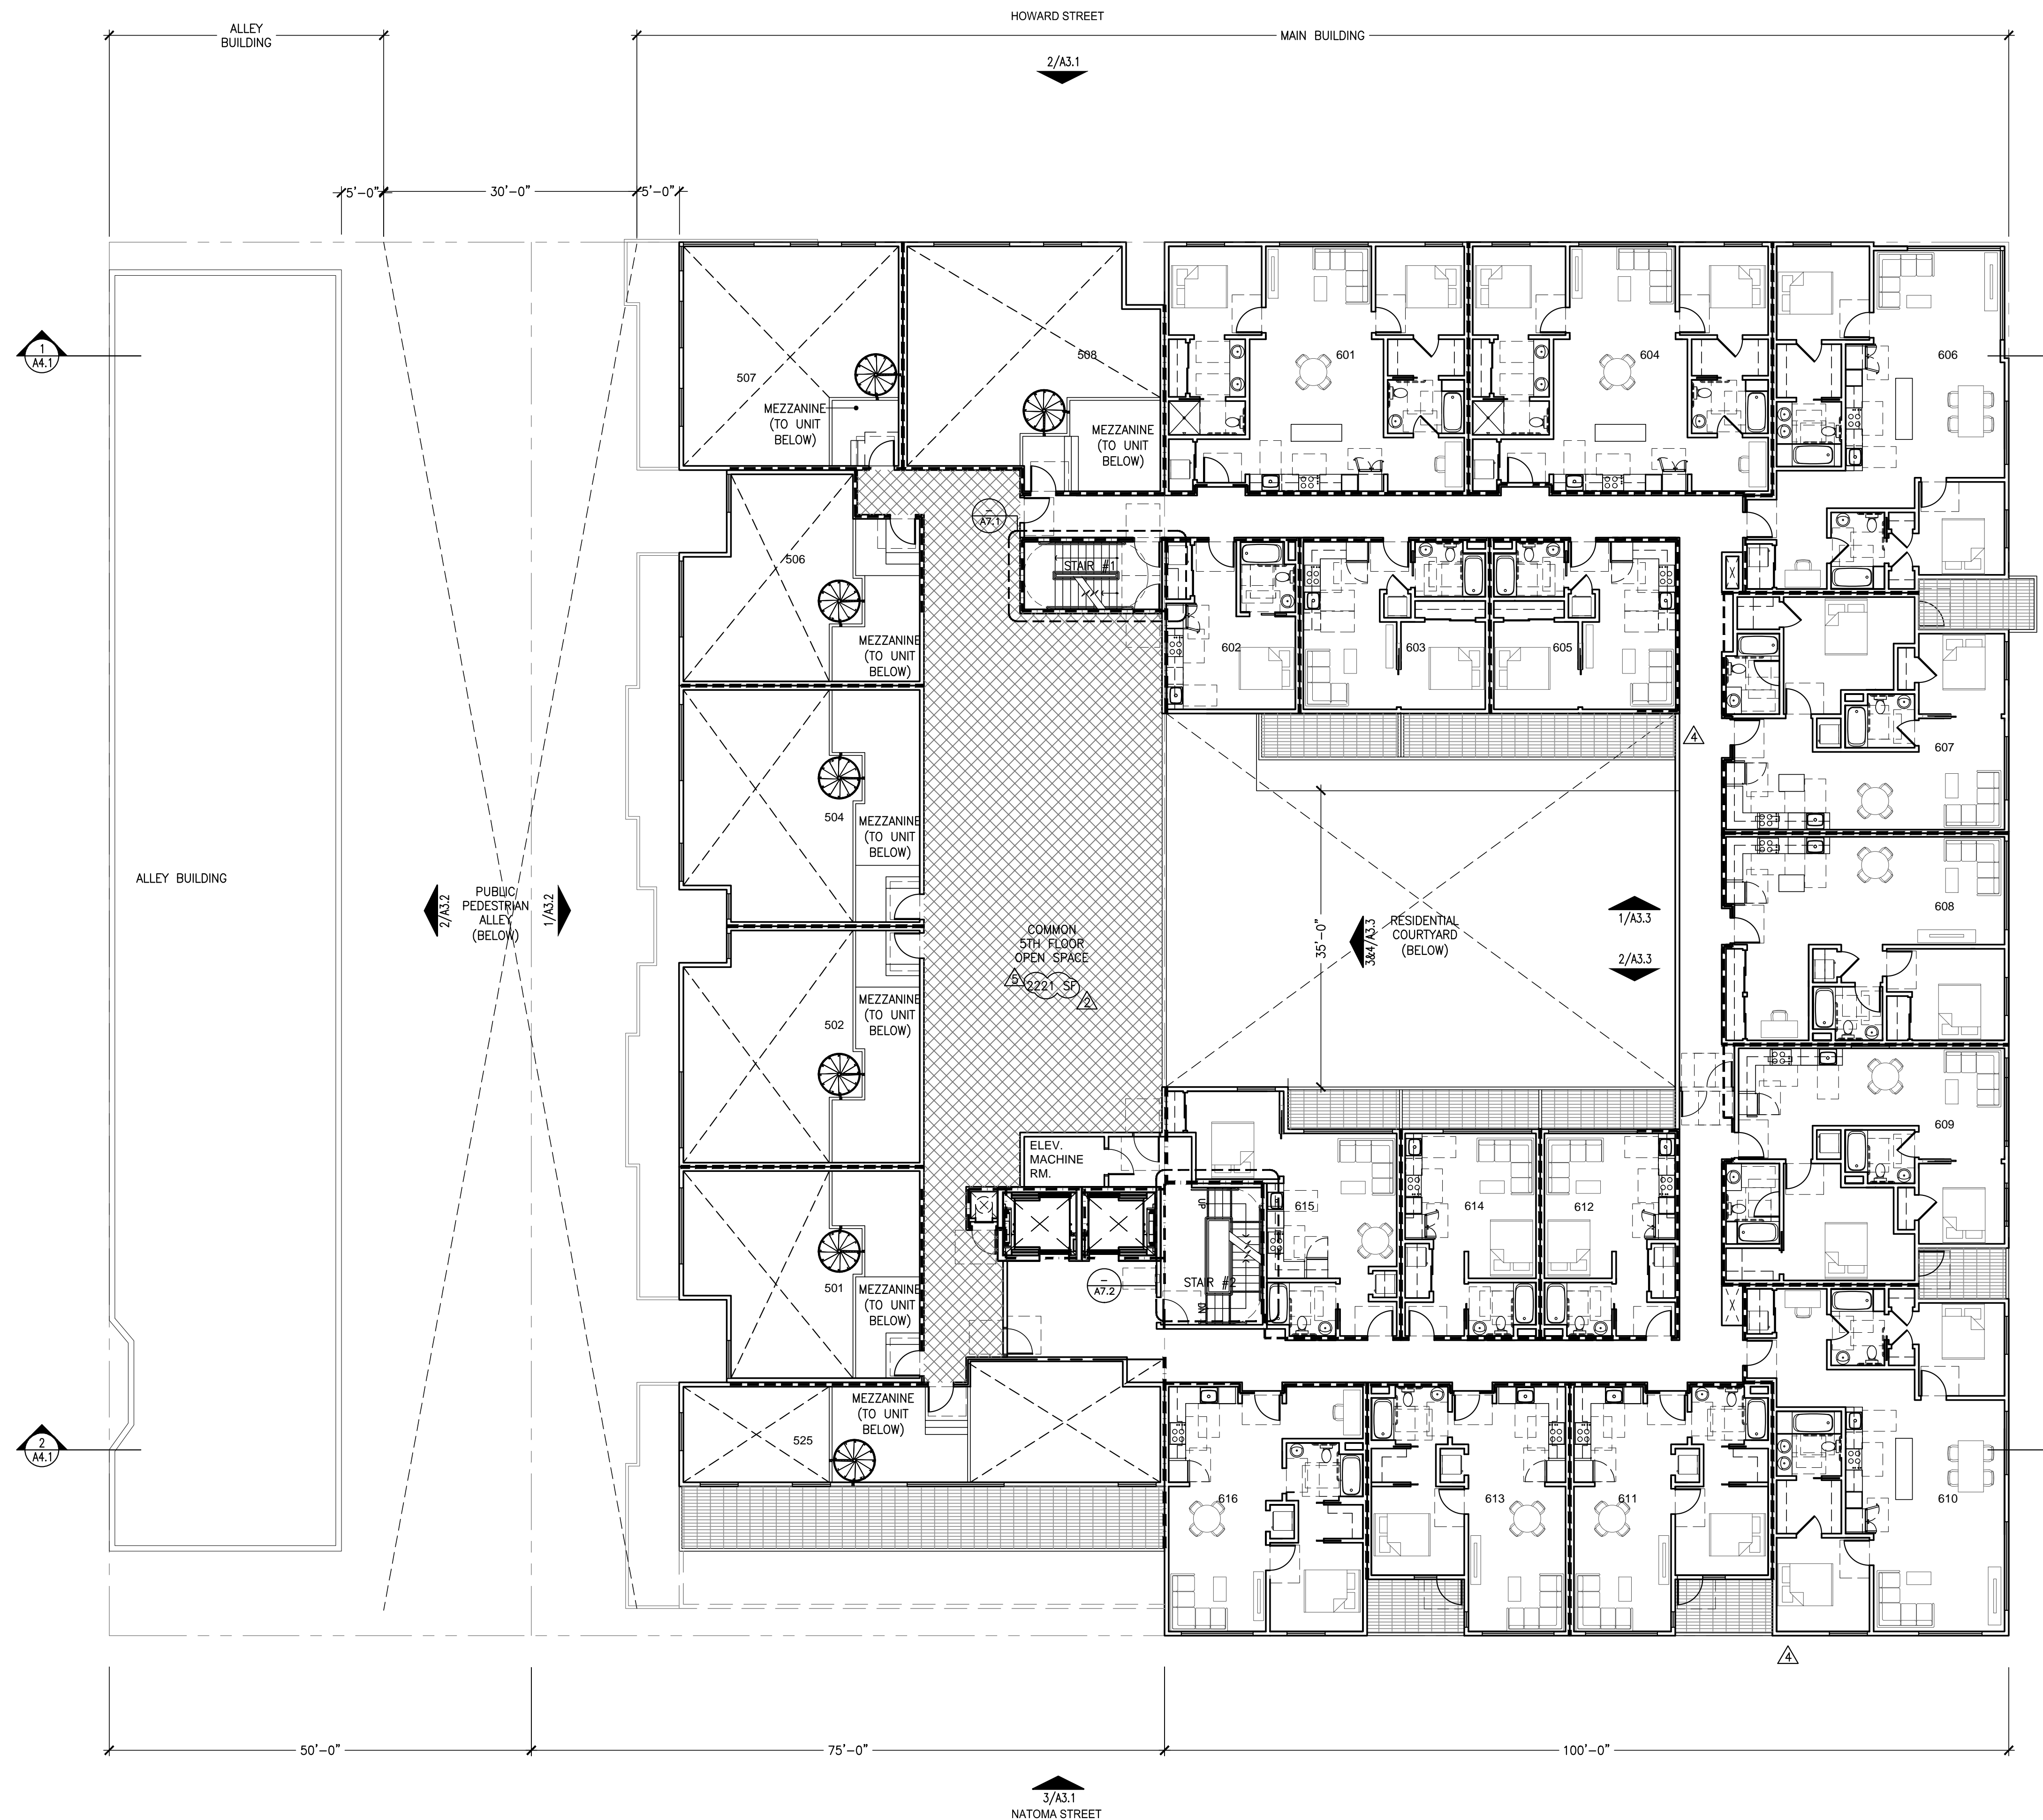 HOWARD STREET
ALLEY
BUILDING
MAIN BUILDING
2/A3.1
5'-0"
30'-0"
5'-0"
1
A4.1
507
MEZZANINE
(TO UNIT
BELOW)
508
MEZZANINE
(TO UNIT
BELOW)
601
604
606
–
A7.1
STAIR #1
506
MEZZANINE
(TO UNIT
BELOW)
602
603
605
4
607
504
MEZZANINE
(TO UNIT
BELOW)
ALLEY BUILDING
2/A3.2
PUBLIC
PEDESTRIAN
ALLEY
(BELOW)
1/A3.2
COMMON
5TH FLOOR
OPEN SPACE
5
2221 SF
2
35'-0"
3&4/A3.3
RESIDENTIAL
COURTYARD
(BELOW)
1/A3.3
2/A3.3
608
502
MEZZANINE
(TO UNIT
BELOW)
609
ELEV.
MACHINE
RM.
UP
615
614
612
501
MEZZANINE
(TO UNIT
BELOW)
–
A7.2
STAIR #2
DN
525
MEZZANINE
(TO UNIT
BELOW)
2
A4.1
616
613
611
610
4
50'-0"
75'-0"
100'-0"
3/A3.1
NATOMA STREET